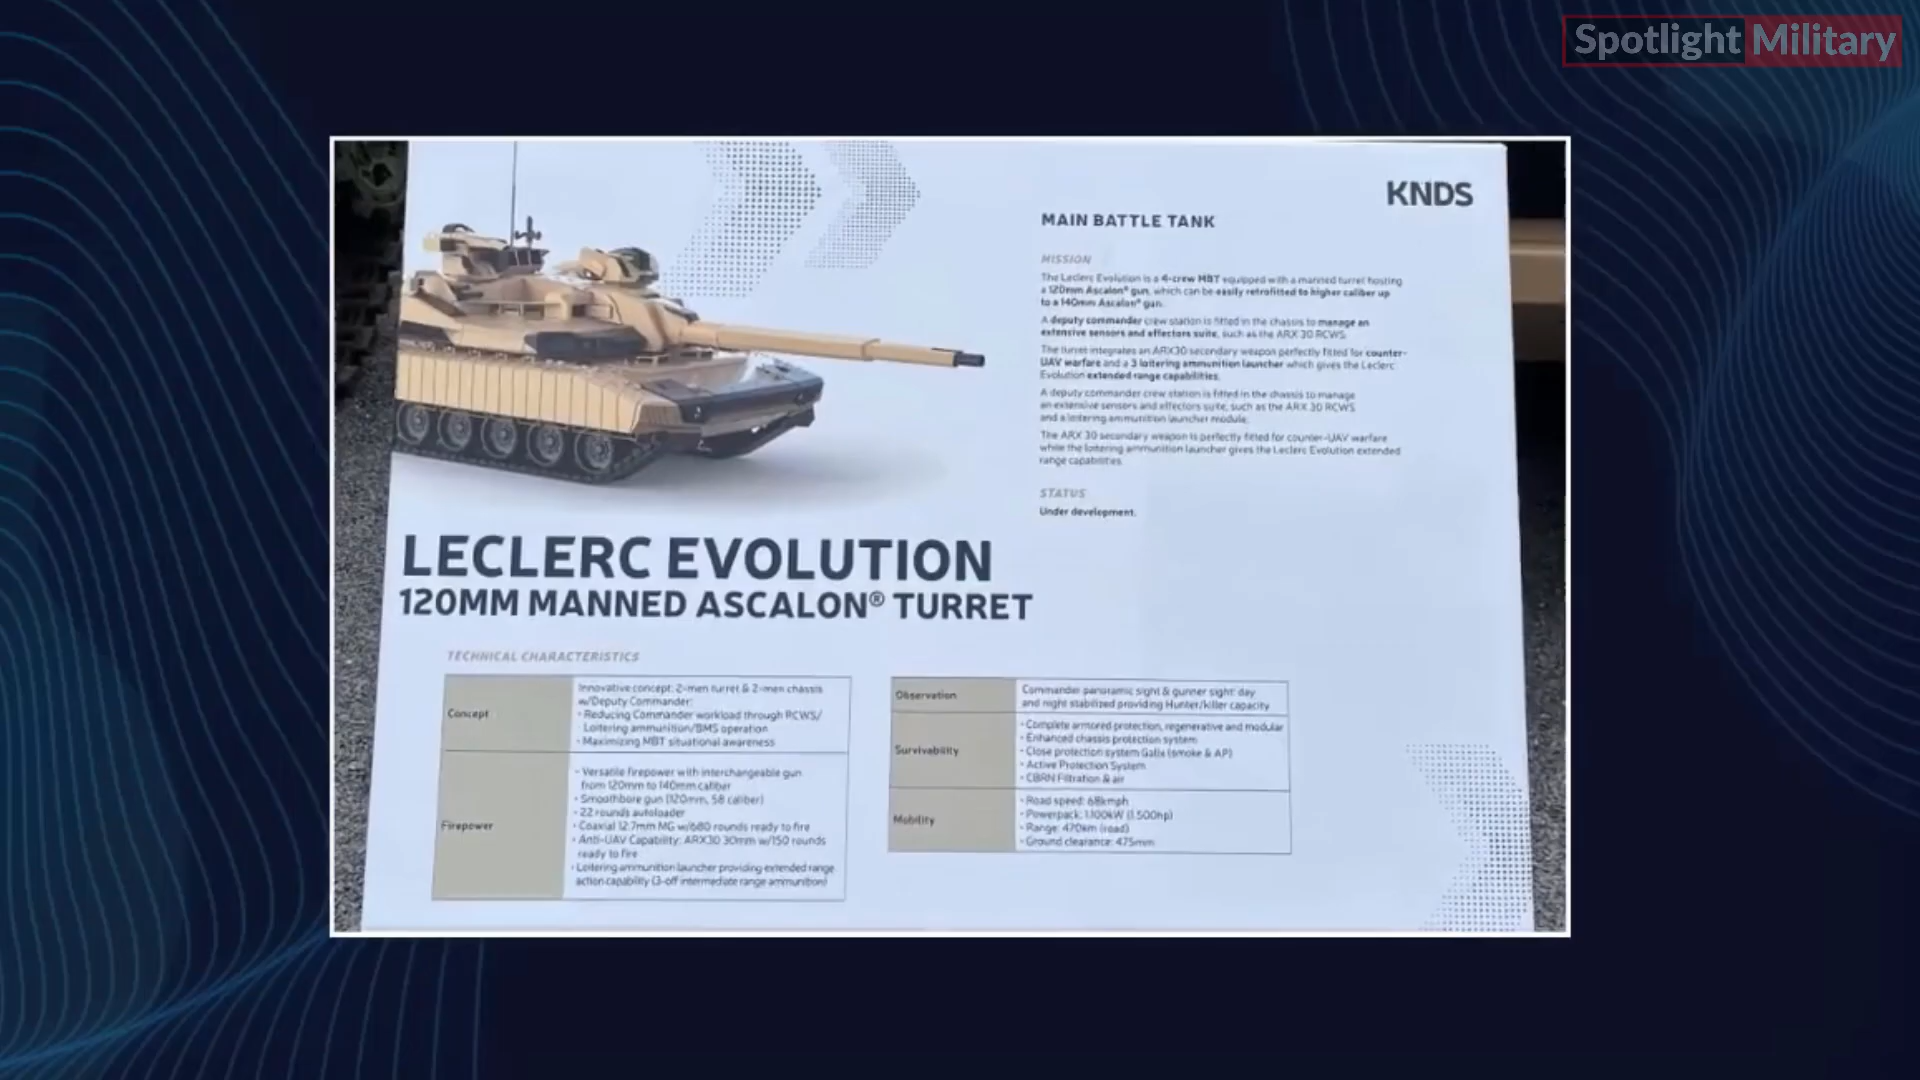 Spotlight Military
KNDS
MAIN BATTLE TANK
MISSION
The Leclerc Evolution is a 4-crew MBT equipped with a manned turret hosting
a 120mm Ascalon® gun, which can be easily retrofitted to higher caliber up
to a 140mm Ascalon® gun.
A deputy commander crew station is fitted in the chassis to manage an
extensive sensors and effectors suite, such as the ARX 30 RCWS.
The turret integrates an ARX30 secondary weapon perfectly fitted for counter-
UAV warfare and a 3 loitering ammunition launcher which gives the Leclerc
Evolution extended range capabilities.
A deputy commander crew station is fitted in the chassis to manage
an extensive sensors and effectors suite, such as the ARX 30 RCWS
and a loitering ammunition launcher module.
The ARX 30 secondary weapon is perfectly fitted for counter-UAV warfare
while the loitering ammunition launcher gives the Leclerc Evolution extended
range capabilities.
STATUS
Under development.
LECLERC EVOLUTION
120MM MANNED ASCALON® TURRET
TECHNICAL CHARACTERISTICS
Concept
Innovative concept: 2-men turret & 2-men chassis
w/Deputy Commander:
• Reducing Commander workload through RCWS/
Loitering ammunition/BMS operation
• Maximizing MBT situational awareness
Firepower
• Versatile firepower with interchangeable gun
from 120mm to 140mm caliber
• Smoothbore gun (120mm, 58 caliber)
• 22 rounds autoloader
• Coaxial 12.7mm MG w/680 rounds ready to fire
• Anti-UAV Capability: ARX30 30mm w/150 rounds
ready to fire
• Loitering ammunition launcher providing extended range
action capability (3-off intermediate range ammunition)
Observation
Commander panoramic sight & gunner sight: day
and night stabilized providing Hunter/killer capacity
Survivability
• Complete armored protection, regenerative and modular
• Enhanced chassis protection system
• Close protection system Galix (smoke & AP)
• Active Protection System
• CBRN Filtration & air
Mobility
• Road speed: 68kmph
• Powerpack: 1.100kW (1.500hp)
• Range: 470km (road)
• Ground clearance: 475mm